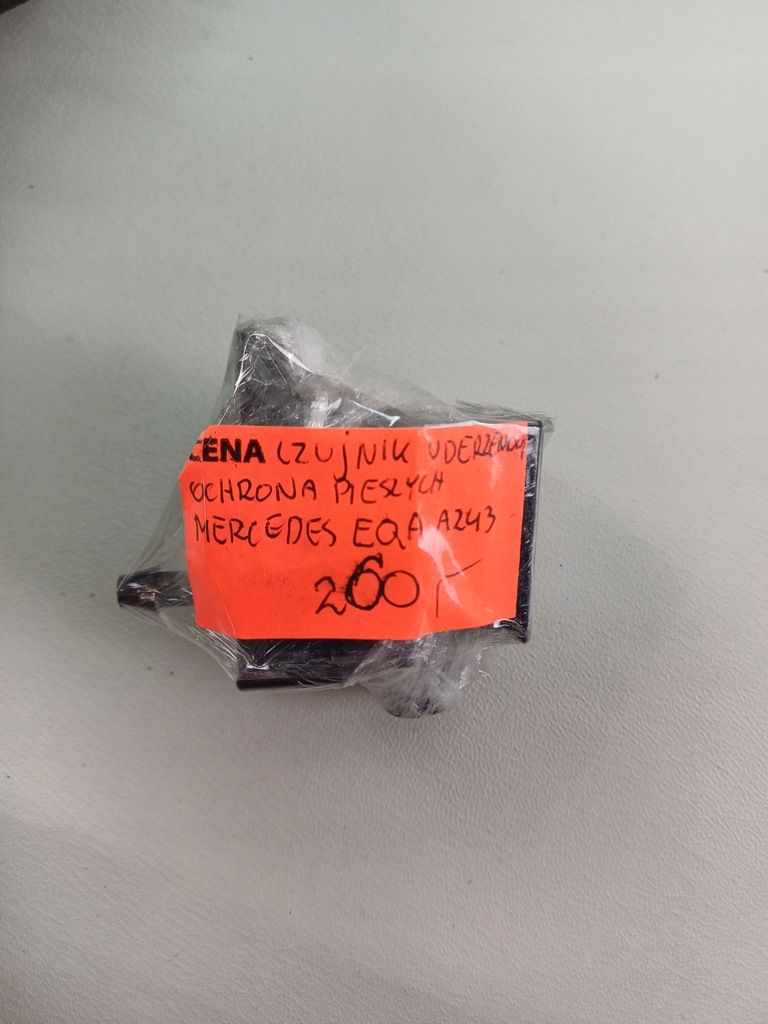 CENA CZUJNIK UDERZENIOWY
OCHRONA PIESZYCH
MERCEDES EQA A243
260